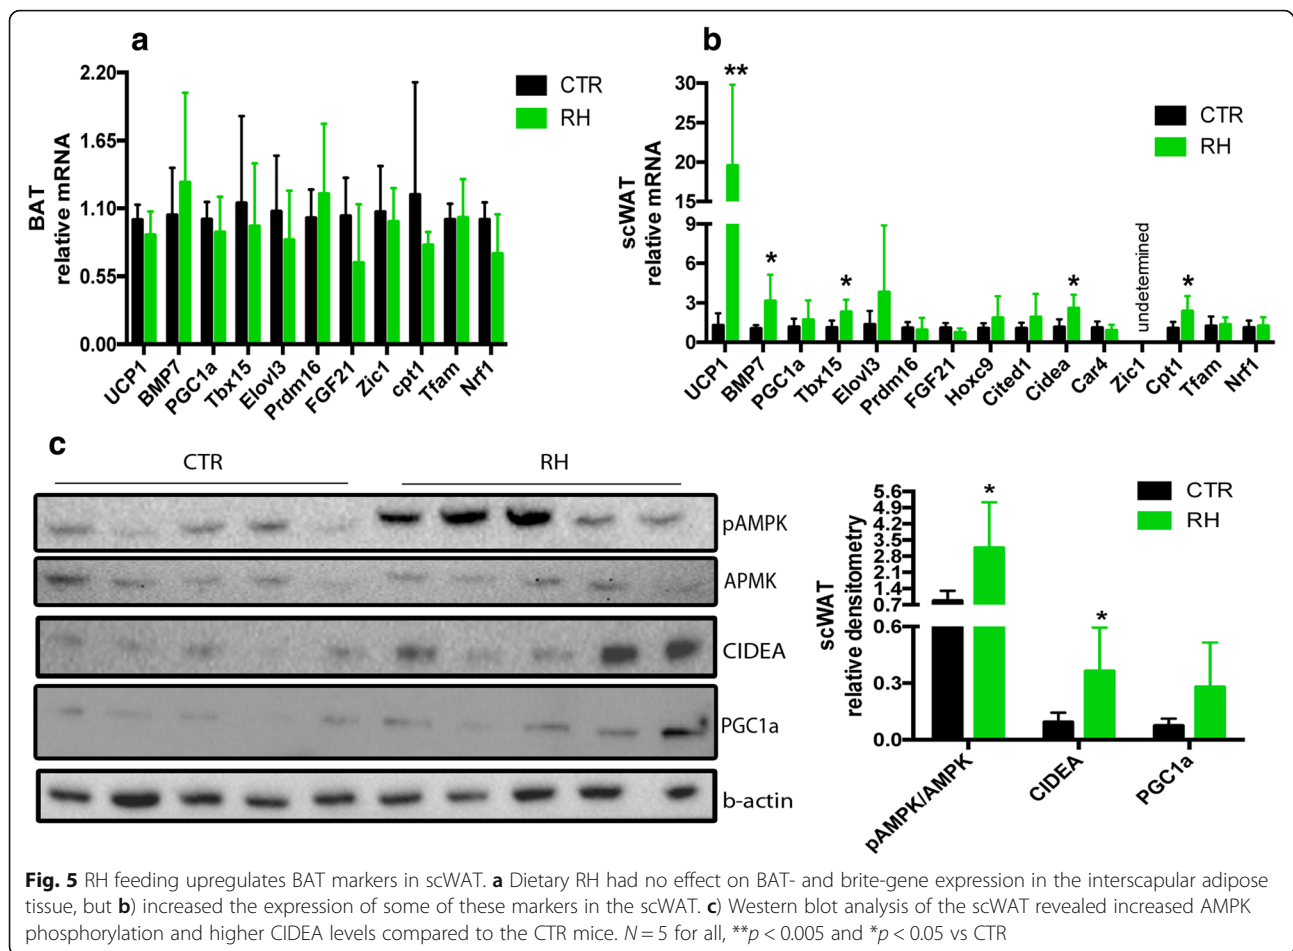 a
BAT
relative mRNA
2.20
1.65
1.10
0.55
0.00
CTR
RH
UCP1
BMP7
PGC1a
Tbx15
Elovl3
Prdm16
FGF21
Zic1
cpt1
Tfam
Nrf1
b
scWAT
relative mRNA
30
25
20
15
9
6
3
0
**
*
*
*
*
undetermined
CTR
RH
UCP1
BMP7
PGC1a
Tbx15
Elovl3
Prdm16
FGF21
Hoxc9
Cited1
Cidea
Car4
Zic1
Cpt1
Tfam
Nrf1
c
CTR
RH
pAMPK
APMK
CIDEA
PGC1a
b-actin
scWAT
relative densitometry
5.6
4.9
4.2
3.5
2.8
2.1
1.4
0.7
0.6
0.3
0.0
*
*
CTR
RH
pAMPK/AMPK
CIDEA
PGC1a
Fig. 5 RH feeding upregulates BAT markers in scWAT. a Dietary RH had no effect on BAT- and brite-gene expression in the interscapular adipose
tissue, but b) increased the expression of some of these markers in the scWAT. c) Western blot analysis of the scWAT revealed increased AMPK
phosphorylation and higher CIDEA levels compared to the CTR mice. N = 5 for all, **p < 0.005 and *p < 0.05 vs CTR